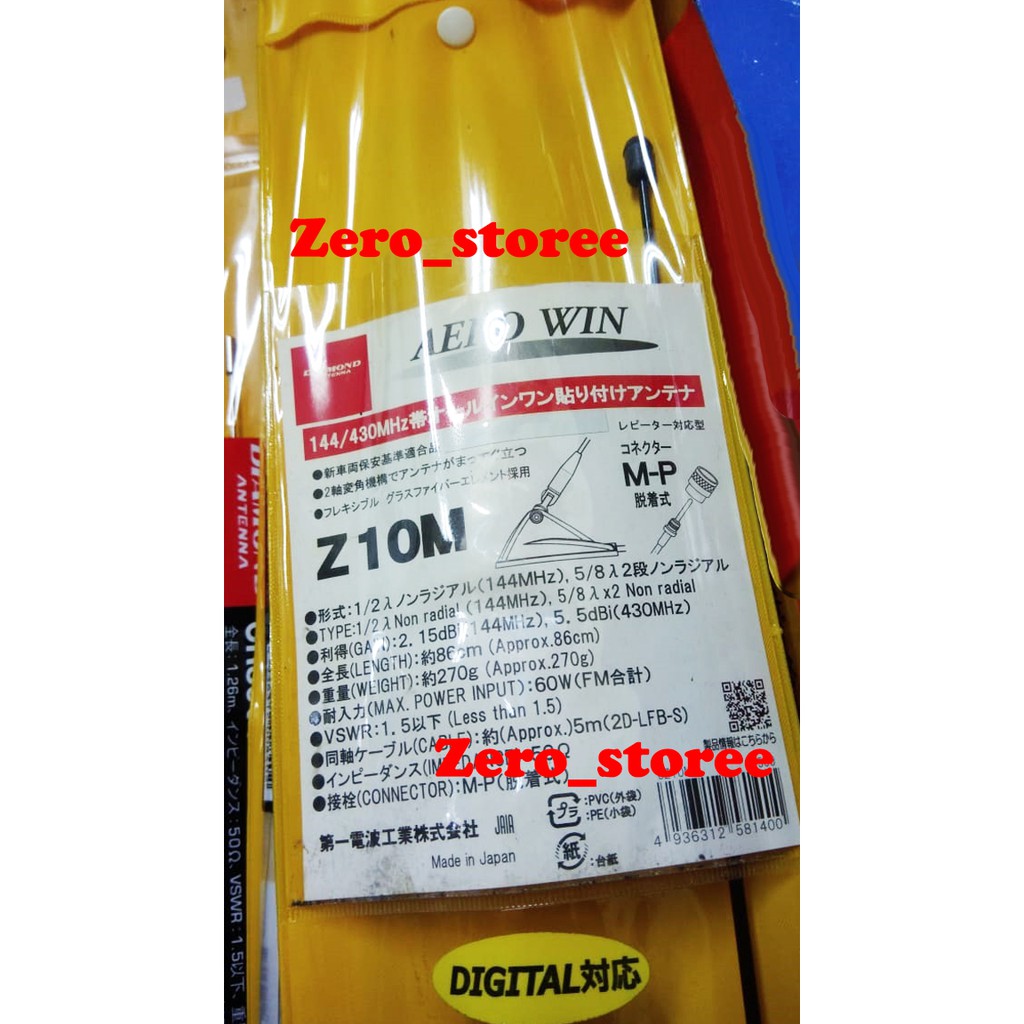 Zero_storee
AERO WIN
DIAMOND
ANTENNA
144/430MHz帯オールインワン貼り付けアンテナ
レピーター対応型
●新車両保安基準適合品
●2軸変角機構でアンテナがまっすぐ立つ
●フレキシブル グラスファイバーエレメント採用
コネクター
M-P
脱着式
Z10M
●形式:1/2λノンラジアル(144MHz), 5/8λ2段ノンラジアル
●TYPE:1/2λNon radial (144MHz), 5/8λx2 Non radial
●利得(GAIN):2.15dBi(144MHz), 5.5dBi(430MHz)
●全長(LENGTH):約86cm (Approx.86cm)
●重量(WEIGHT):約270g (Approx.270g)
●耐入力(MAX. POWER INPUT):60W(FM合計)
●VSWR:1.5以下 (Less than 1.5)
●同軸ケーブル(CABLE):約(Approx.)5m(2D-LFB-S)
●インピーダンス(IMPEDANCE):50Ω
●接栓(CONNECTOR):M-P(脱着式)
製品情報はこちらから
Zero_storee
第一電波工業株式会社 JAIA
Made in Japan
プラ
:PVC(外袋)
:PE(小袋)
紙
:台紙
4 936312 581400
DIGITAL対応
DIAMOND
ANTENNA
全長:1.26m、インピーダンス:50Ω、VSWR:1.5以下、重